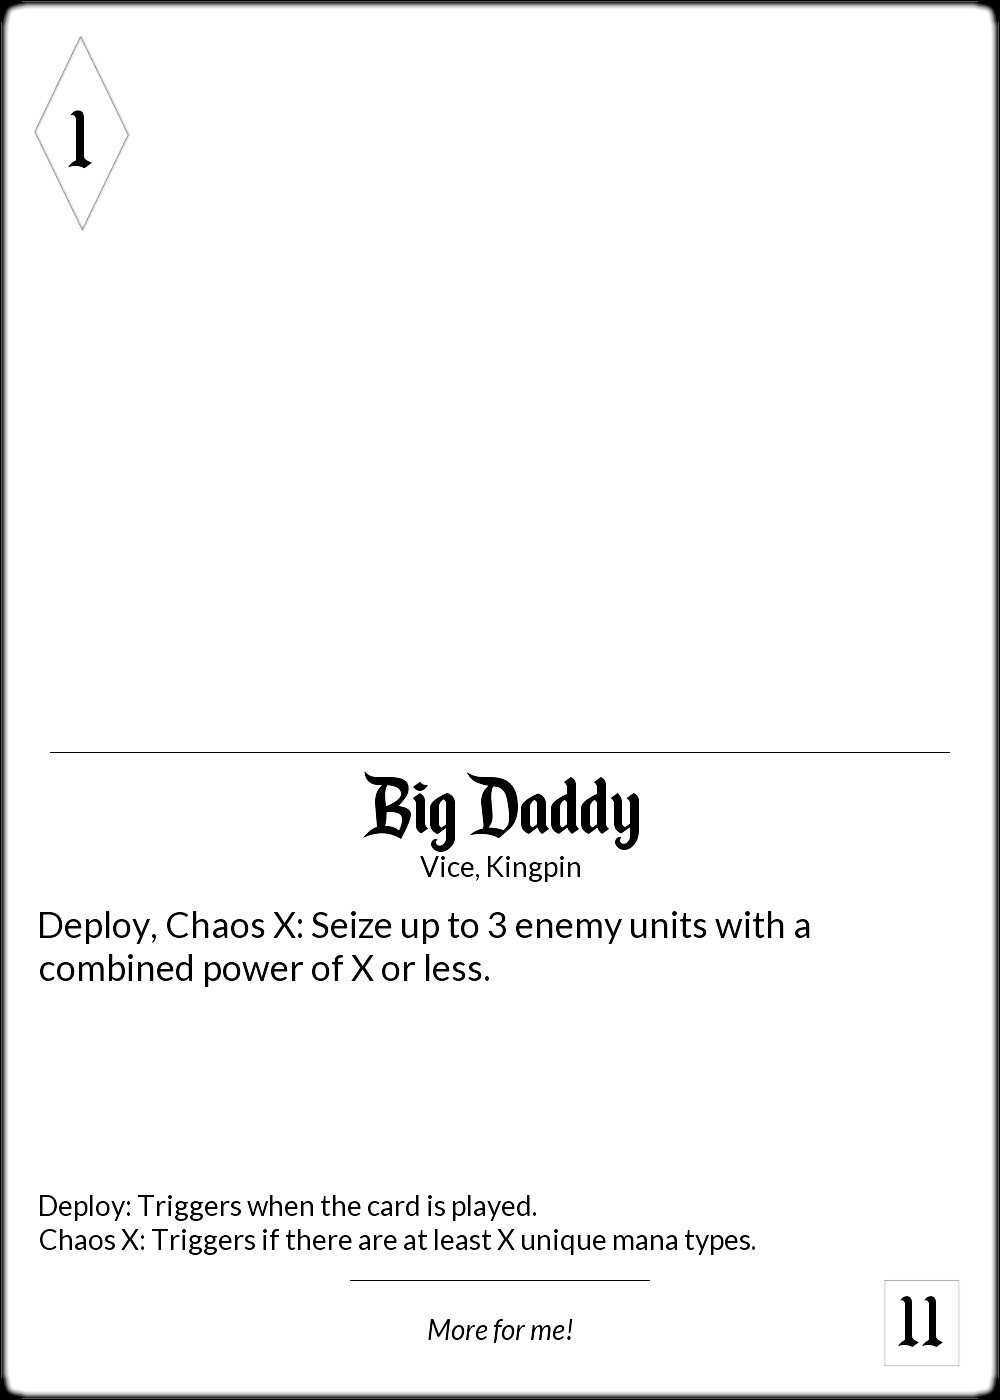 1
Big Daddy
Vice, Kingpin
Deploy, Chaos X: Seize up to 3 enemy units with a
combined power of X or less.
Deploy: Triggers when the card is played.
Chaos X: Triggers if there are at least X unique mana types.
More for me!
11